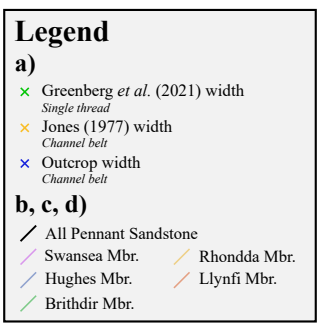 Legend
a)
Greenberg et al. (2021) width
Single thread
Jones (1977) width
Channel belt
Outcrop width
Channel belt
b, c, d)
All Pennant Sandstone
Swansea Mbr.
Rhondda Mbr.
Hughes Mbr.
Llynfi Mbr.
Brithdir Mbr.